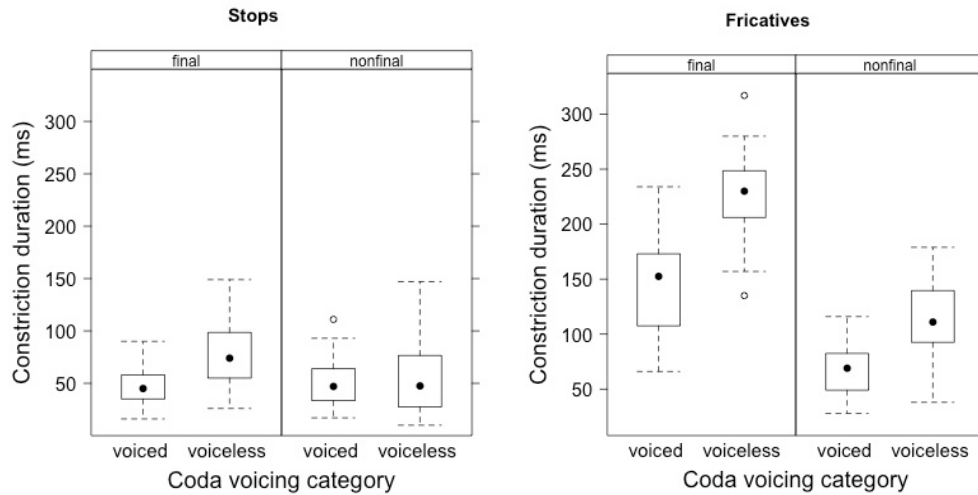 Stops
final nonfinal
Constriction duration (ms)
300
250
200
150
100
50
voiced voiceless voiced voiceless
Coda voicing category
Fricatives
final nonfinal
Constriction duration (ms)
300
250
200
150
100
50
voiced voiceless voiced voiceless
Coda voicing category